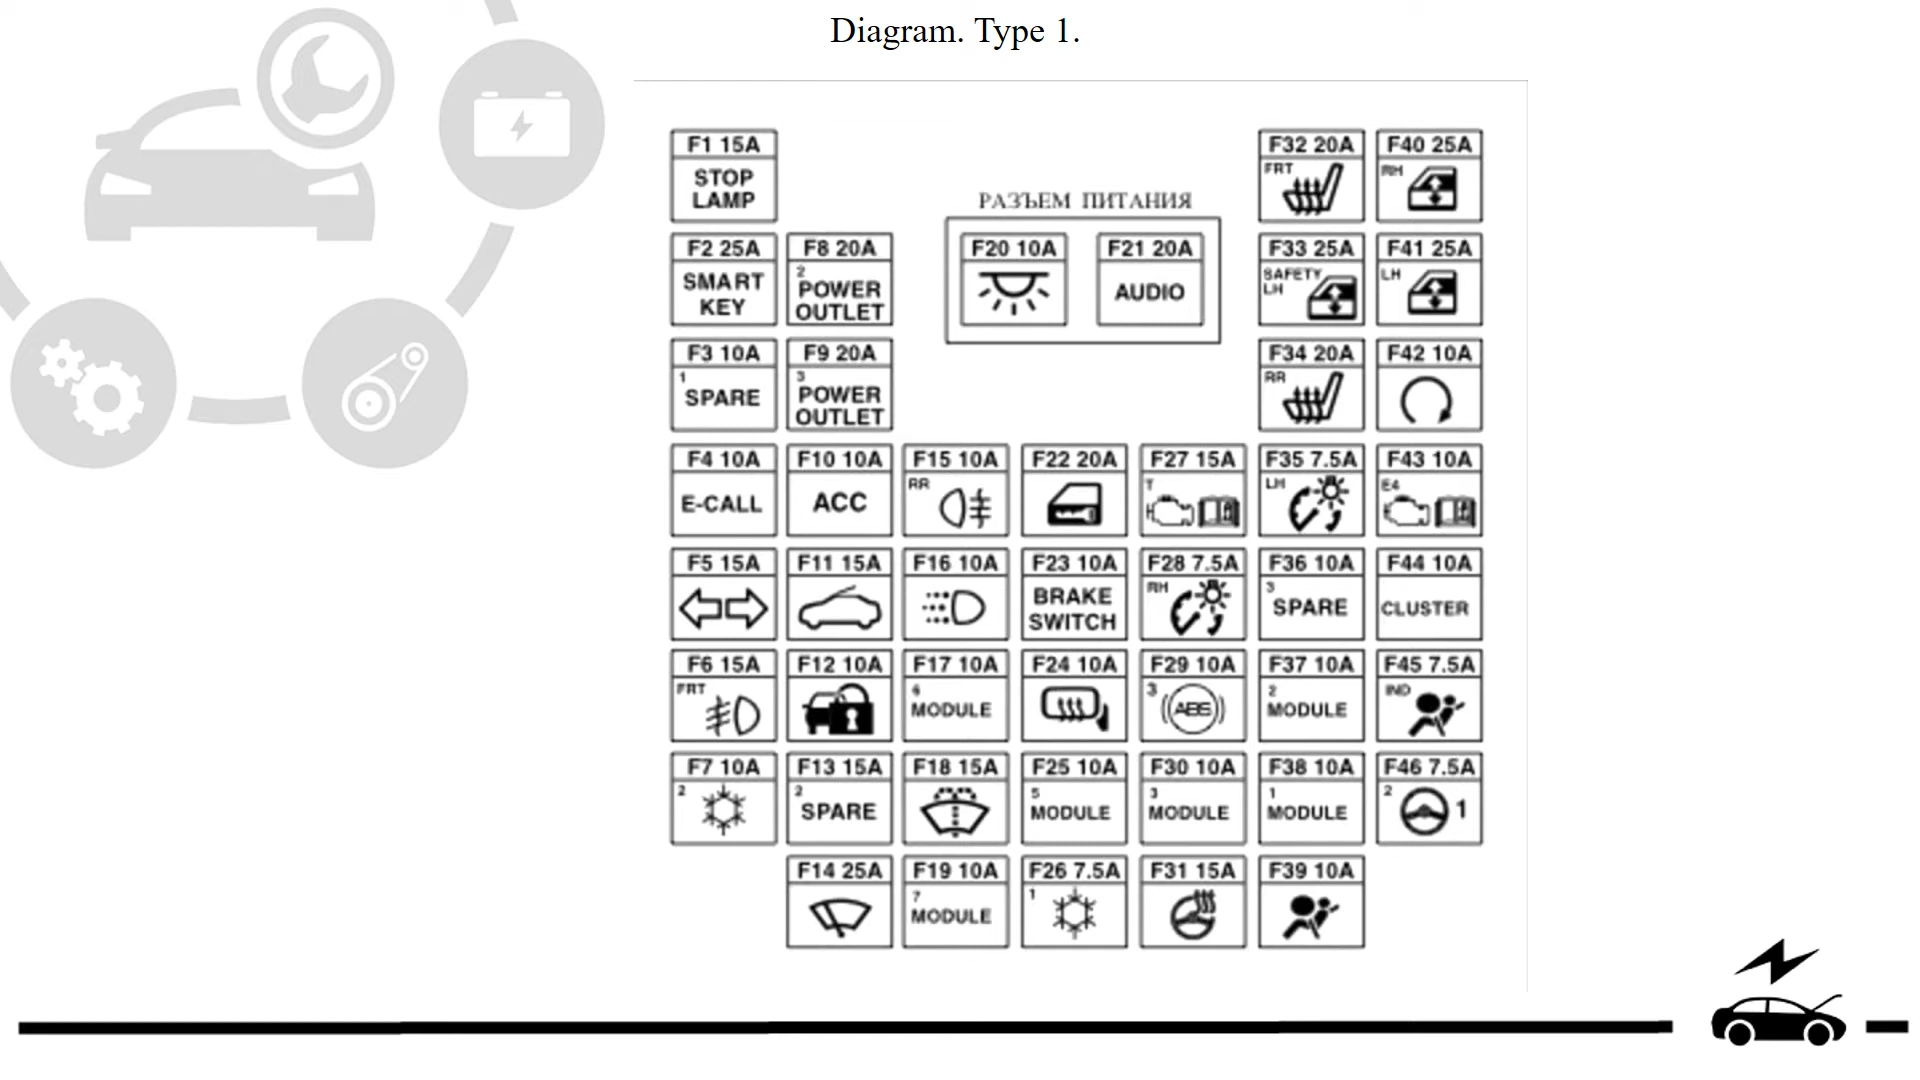 Diagram. Type 1.
F1 15A
STOP
LAMP
F32 20A
FRT
F40 25A
RH
РАЗЪЕМ ПИТАНИЯ
F2 25A
SMART
KEY
F8 20A
2
POWER
OUTLET
F20 10A
F21 20A
AUDIO
F33 25A
SAFETY
LH
F41 25A
LH
F3 10A
1
SPARE
F9 20A
3
POWER
OUTLET
F34 20A
RR
F42 10A
F4 10A
E-CALL
F10 10A
ACC
F15 10A
RR
F22 20A
F27 15A
T
F35 7.5A
LH
F43 10A
E4
F5 15A
F11 15A
F16 10A
F23 10A
BRAKE
SWITCH
F28 7.5A
RH
F36 10A
3
SPARE
F44 10A
CLUSTER
F6 15A
FRT
F12 10A
F17 10A
6
MODULE
F24 10A
F29 10A
3
ABS
F37 10A
2
MODULE
F45 7.5A
IND
F7 10A
2
F13 15A
2
SPARE
F18 15A
F25 10A
5
MODULE
F30 10A
3
MODULE
F38 10A
1
MODULE
F46 7.5A
2
1
F14 25A
F19 10A
7
MODULE
F26 7.5A
1
F31 15A
F39 10A